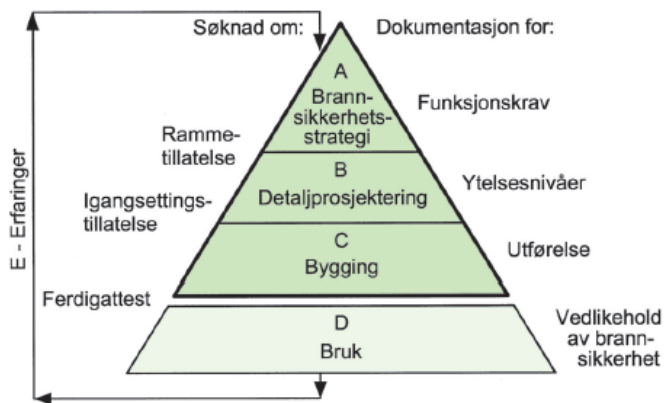 Søknad om:
Dokumentasjon for:
A
Brann-
sikkerhets-
strategi
Funksjonskrav
Ramme-
tillatelse
B
Detaljprosjektering
Ytelsesnivåer
Igangsettings-
tillatelse
C
Bygging
Utførelse
Ferdigattest
D
Bruk
Vedlikehold
av brann-
sikkerhet
E - Erfaringer